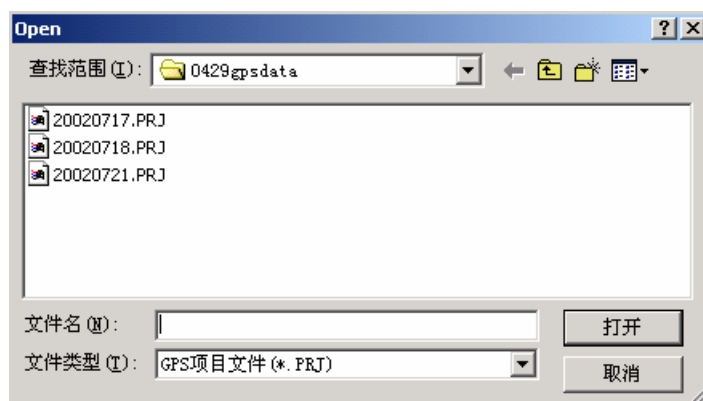 Open
查找范围(I): 0429gpsdata
20020717.PRJ
20020718.PRJ
20020721.PRJ
文件名(N): 打开
文件类型(T): GPS项目文件(*.PRJ) 取消